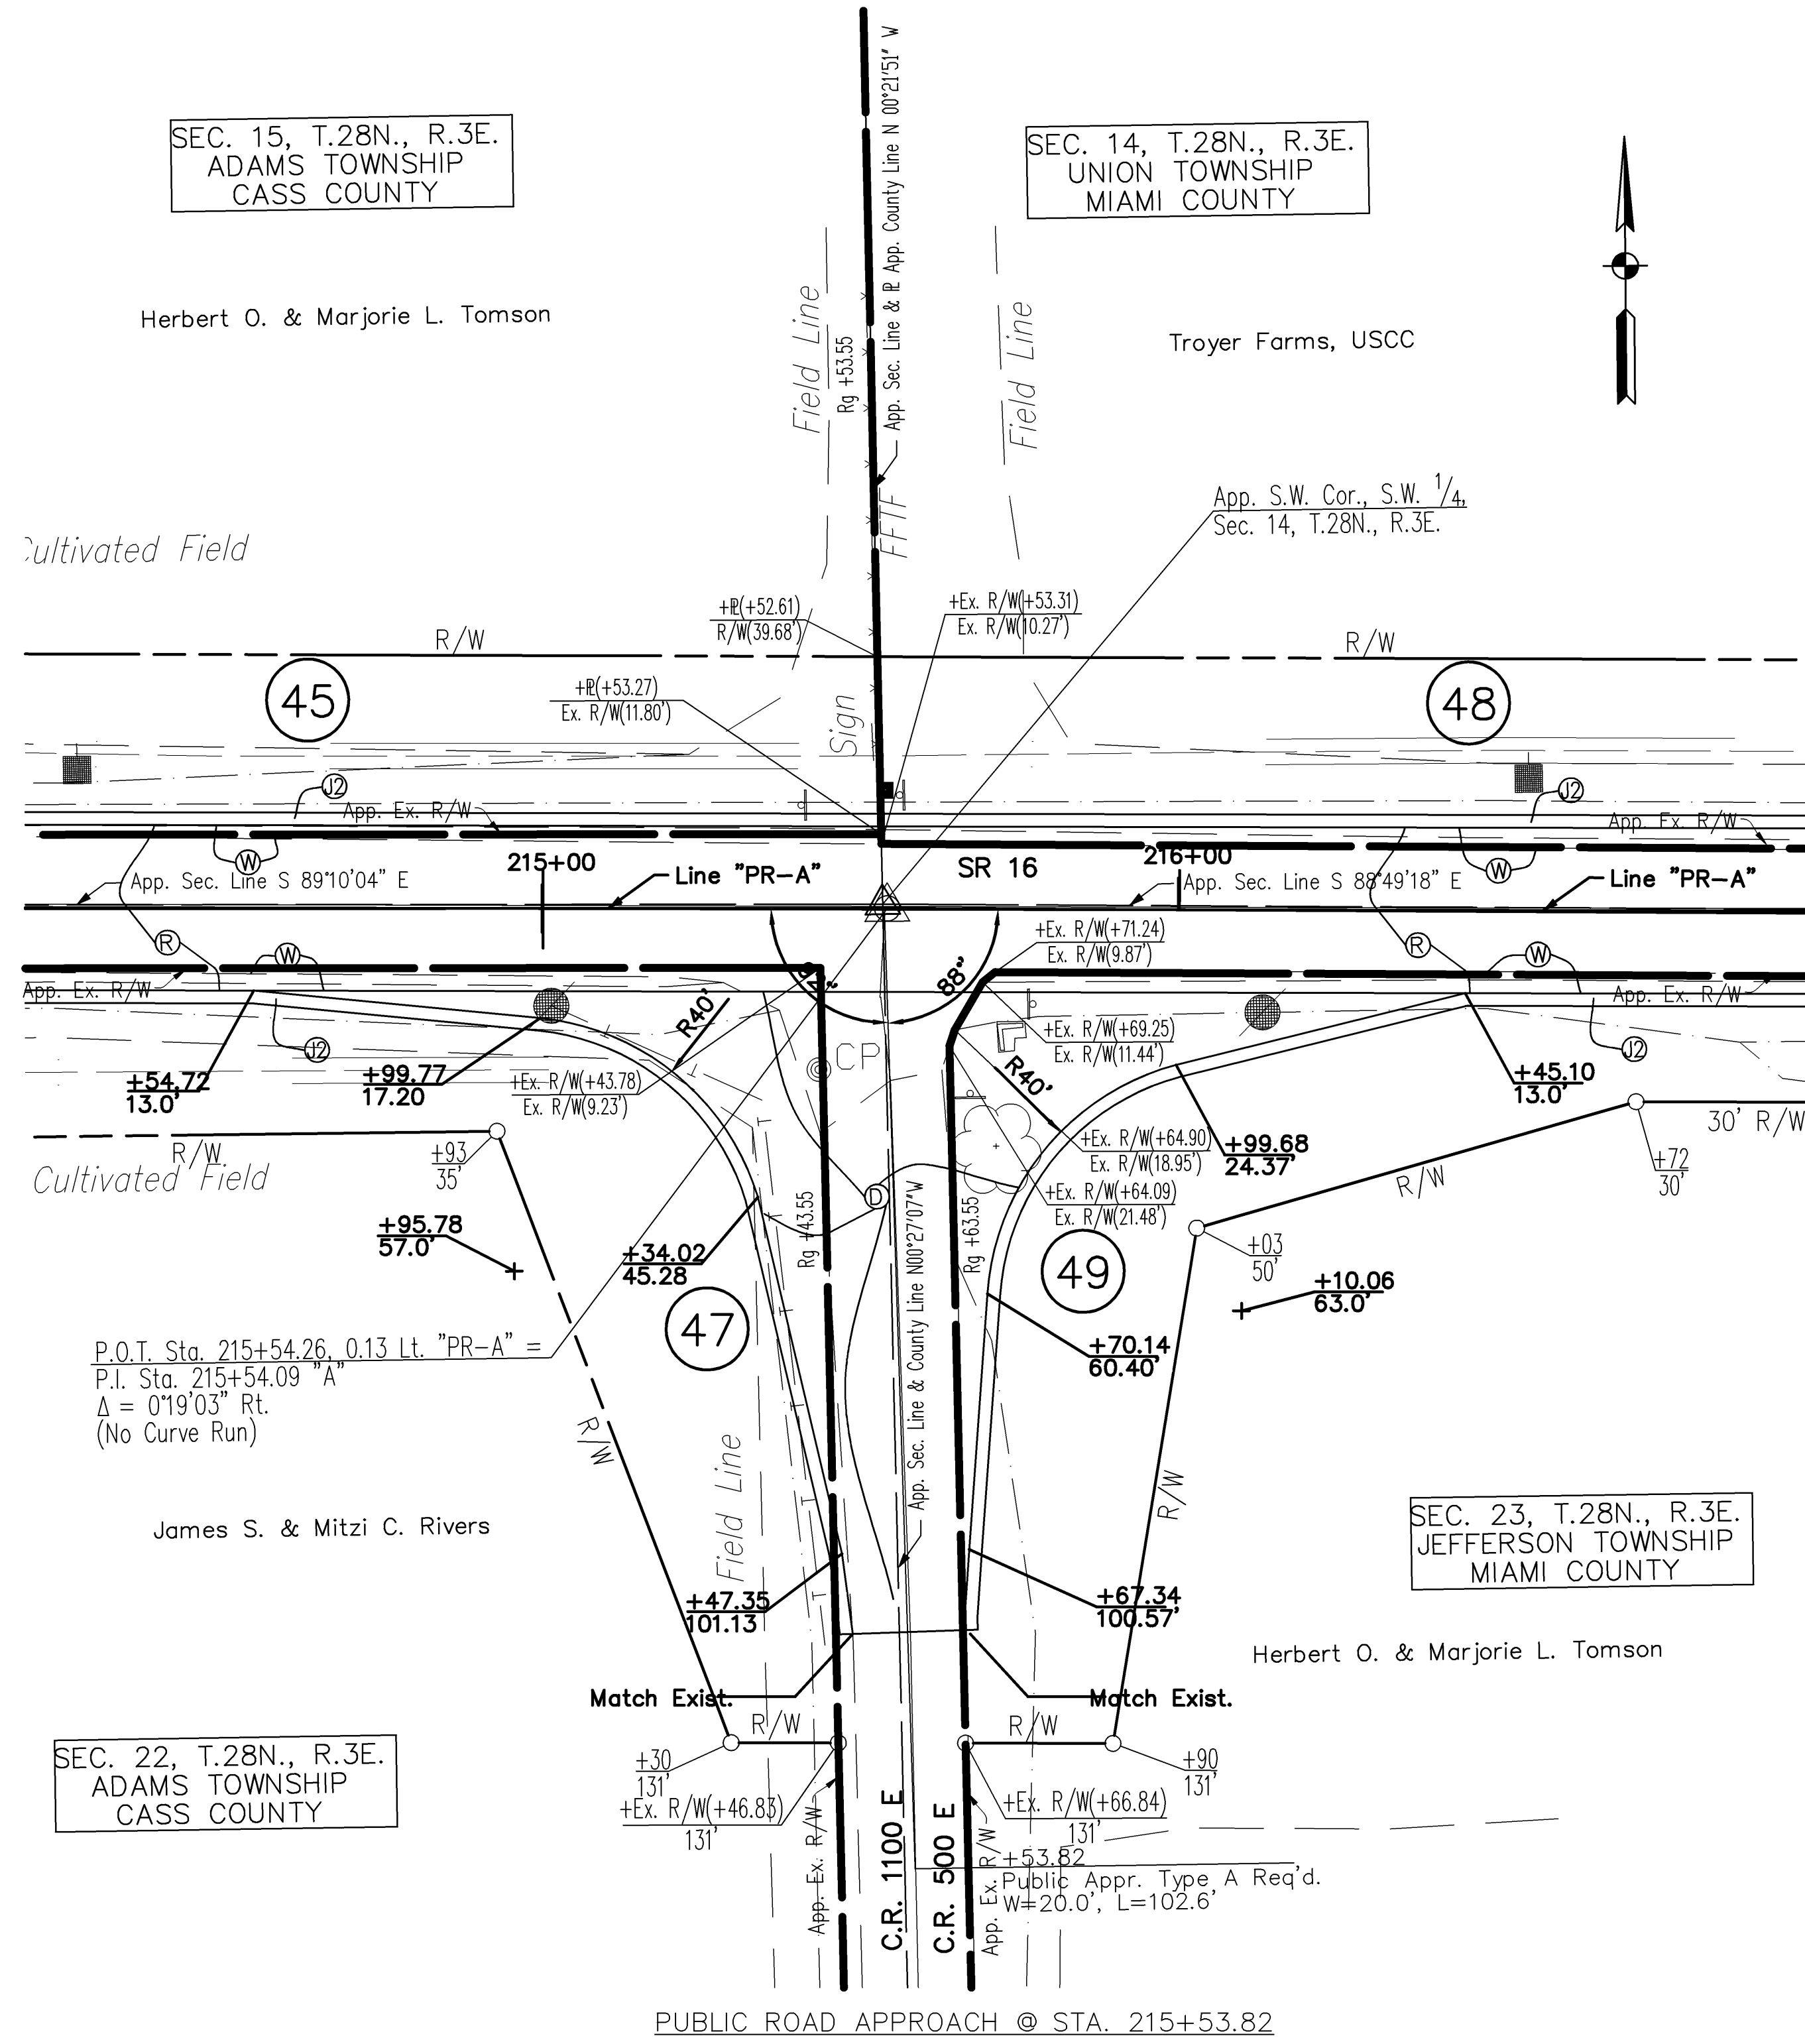 App. Sec. Line & PL App. County Line N 00°21'51" W
SEC. 15, T.28N., R.3E.
ADAMS TOWNSHIP
CASS COUNTY
SEC. 14, T.28N., R.3E.
UNION TOWNSHIP
MIAMI COUNTY
Herbert O. & Marjorie L. Tomson
Troyer Farms, USCC
Field Line
Rg +53.55
Field Line
FFTF
App. S.W. Cor., S.W. 1/4,
Sec. 14, T.28N., R.3E.
Cultivated Field
+PL(+52.61)
R/W(39.68')
+Ex. R/W(+53.31)
Ex. R/W(10.27')
R/W
R/W
45
+PL(+53.27)
Ex. R/W(11.80')
48
Sign
J2
J2
App. Ex. R/W
App. Ex. R/W
W
W
215+00
216+00
SR 16
Line "PR-A"
Line "PR-A"
App. Sec. Line S 89°10'04" E
App. Sec. Line S 88°49'18" E
R
W
R
W
+Ex. R/W(+71.24)
Ex. R/W(9.87')
88°
App. Ex. R/W
App. Ex. R/W
R40'
+Ex. R/W(+69.25)
Ex. R/W(11.44')
J2
J2
CP
R40'
+54.72
13.0'
+99.77
17.20
+Ex. R/W(+43.78)
Ex. R/W(9.23')
+45.10
13.0'
30' R/W
R/W
+93
35'
+Ex. R/W(+64.90)
Ex. R/W(18.95')
+99.68
24.37'
+72
30'
Cultivated Field
D
+Ex. R/W(+64.09)
Ex. R/W(21.48')
R/W
Rg +43.55
Rg +63.55
+95.78
57.0'
+34.02
45.28
App. Sec. Line & County Line N00°27'07"W
49
+03
50'
+10.06
63.0'
47
P.O.T. Sta. 215+54.26, 0.13 Lt. "PR-A" =
P.I. Sta. 215+54.09 "A"
Δ = 0°19'03" Rt.
(No Curve Run)
+70.14
60.40'
R/W
R/W
Field Line
James S. & Mitzi C. Rivers
SEC. 23, T.28N., R.3E.
JEFFERSON TOWNSHIP
MIAMI COUNTY
+47.35
101.13'
+67.34
100.57'
Herbert O. & Marjorie L. Tomson
Match Exist.
Match Exist.
R/W
R/W
SEC. 22, T.28N., R.3E.
ADAMS TOWNSHIP
CASS COUNTY
+30
131'
+90
131'
+Ex. R/W(+46.83)
131'
+Ex. R/W(+66.84)
131'
App. Ex. R/W
C.R. 1100 E
C.R. 500 E
App. Ex. R/W
+53.82
Public Appr. Type A Req'd.
W=20.0', L=102.6'
PUBLIC ROAD APPROACH @ STA. 215+53.82